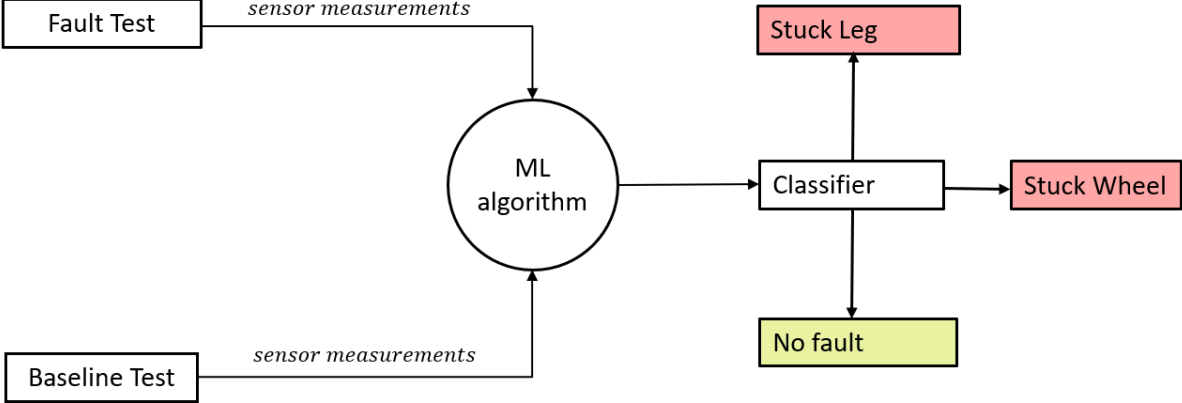 Fault Test
sensor measurements
Stuck Leg
ML
algorithm
Classifier
Stuck Wheel
No fault
sensor measurements
Baseline Test